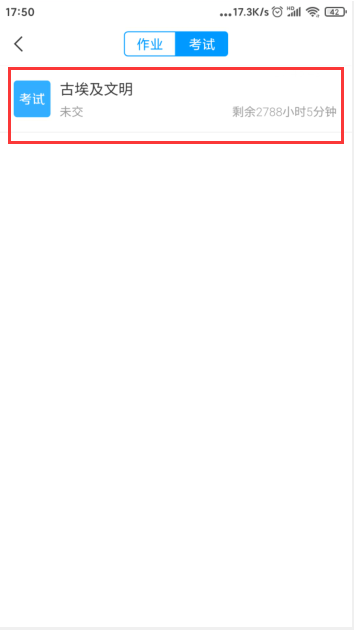 17:50 ...17.3K/s HD 42
作业 考试
考试 古埃及文明
未交 剩余2788小时5分钟